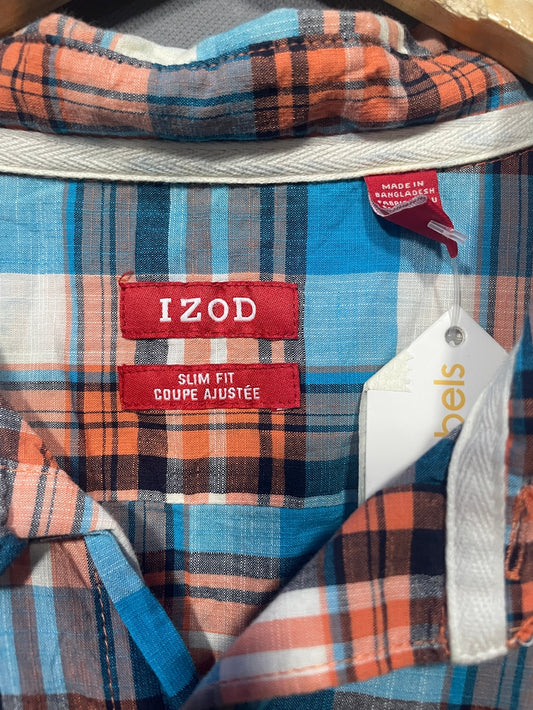 MADE IN
BANGLADESH
IZOD
SLIM FIT
COUPE AJUSTÉE
bels